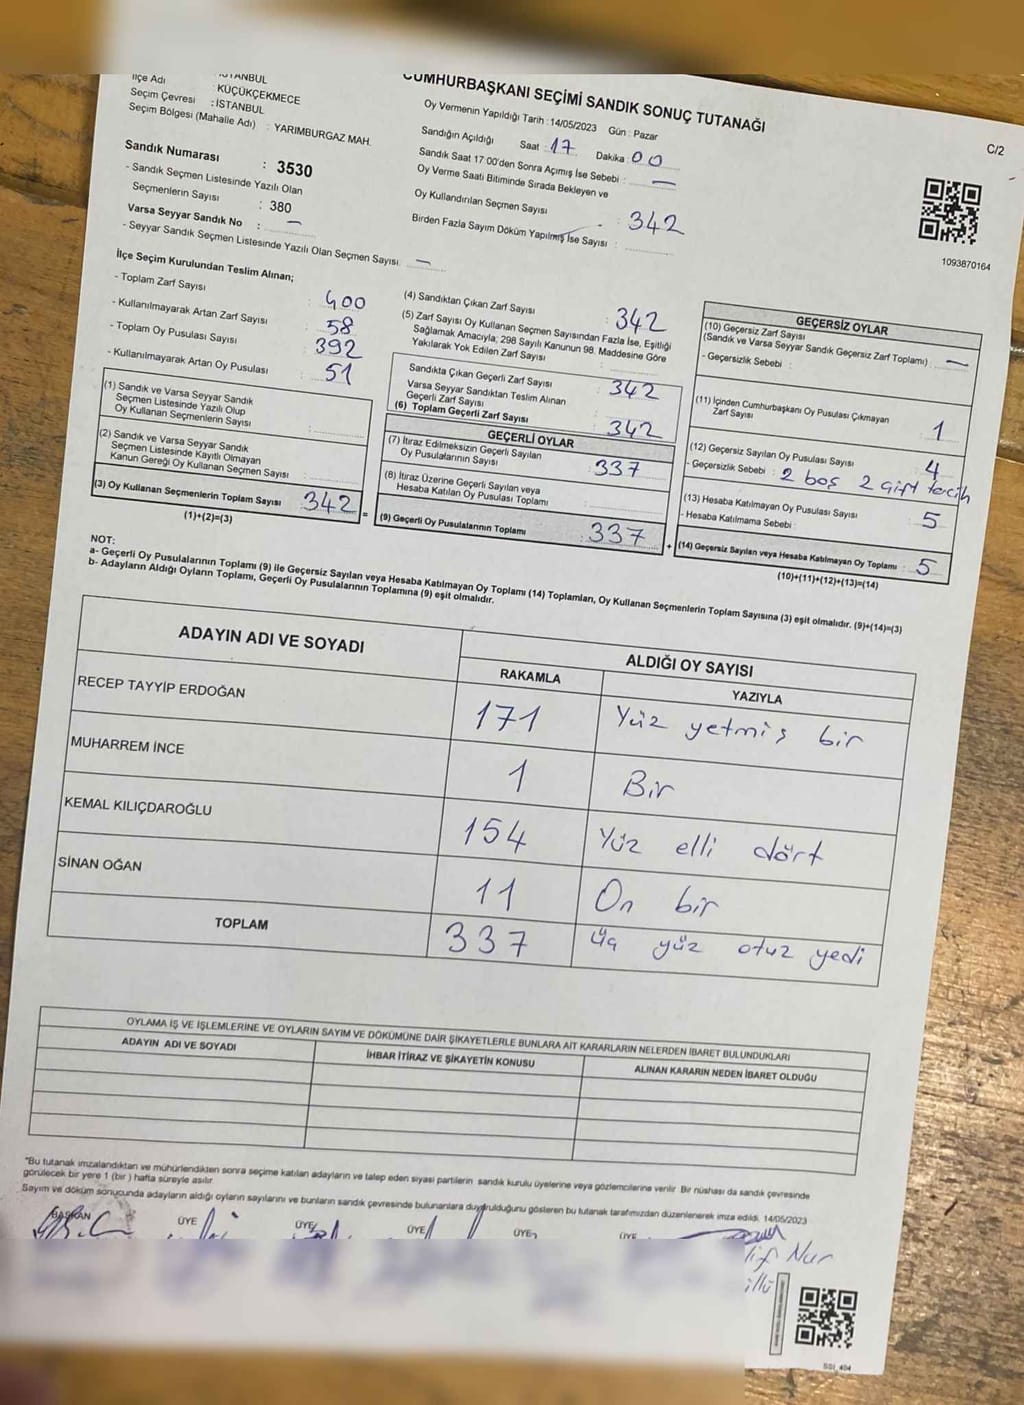 İSTANBUL
İlçe Adı : KÜÇÜKÇEKMECE
Seçim Çevresi : İSTANBUL
Seçim Bölgesi (Mahalle Adı) : YARIMBURGAZ MAH.
Sandık Numarası : 3530
- Sandık Seçmen Listesinde Yazılı Olan
Seçmenlerin Sayısı : 380
Varsa Seyyar Sandık No : —
- Seyyar Sandık Seçmen Listesinde Yazılı Olan Seçmen Sayısı: —
CUMHURBAŞKANI SEÇİMİ SANDIK SONUÇ TUTANAĞI
Oy Vermenin Yapıldığı Tarih : 14/05/2023 Gün : Pazar
Sandığın Açıldığı Saat : 17 Dakika : 00
Sandık Saat 17:00'den Sonra Açımış İse Sebebi : —
Oy Verme Saati Bitiminde Sırada Bekleyen ve
Oy Kullandırılan Seçmen Sayısı : -
Birden Fazla Sayım Döküm Yapılmış İse Sayısı : 342
C/2
1093870164
İlçe Seçim Kurulundan Teslim Alınan;
- Toplam Zarf Sayısı : 400
- Kullanılmayarak Artan Zarf Sayısı : 58
- Toplam Oy Pusulası Sayısı : 392
- Kullanılmayarak Artan Oy Pusulası : 51
(1) Sandık ve Varsa Seyyar Sandık
Seçmen Listesinde Yazılı Olup
Oy Kullanan Seçmenlerin Sayısı :
(2) Sandık ve Varsa Seyyar Sandık
Seçmen Listesinde Kayıtlı Olmayan
Kanun Gereği Oy Kullanan Seçmen Sayısı :
(3) Oy Kullanan Seçmenlerin Toplam Sayısı : 342 =
(1)+(2)=(3)
(4) Sandıktan Çıkan Zarf Sayısı : 342
(5) Zarf Sayısı Oy Kullanan Seçmen Sayısından Fazla İse, Eşitliği
Sağlamak Amacıyla; 298 Sayılı Kanunun 98. Maddesine Göre
Yakılarak Yok Edilen Zarf Sayısı :
Sandıkta Çıkan Geçerli Zarf Sayısı : 342
Varsa Seyyar Sandıktan Teslim Alınan
Geçerli Zarf Sayısı :
(6) Toplam Geçerli Zarf Sayısı : 342
GEÇERLİ OYLAR
(7) İtiraz Edilmeksizin Geçerli Sayılan
Oy Pusulalarının Sayısı : 337
(8) İtiraz Üzerine Geçerli Sayılan veya
Hesaba Katılan Oy Pusulası Toplamı :
(9) Geçerli Oy Pusulalarının Toplamı : 337 +
GEÇERSİZ OYLAR
(10) Geçersiz Zarf Sayısı
(Sandık ve Varsa Seyyar Sandık Geçersiz Zarf Toplamı) : —
- Geçersizlik Sebebi :
(11) İçinden Cumhurbaşkanı Oy Pusulası Çıkmayan
Zarf Sayısı : 1
(12) Geçersiz Sayılan Oy Pusulası Sayısı : 4
- Geçersizlik Sebebi : 2 boş 2 çift tercih
(13) Hesaba Katılmayan Oy Pusulası Sayısı : 5
- Hesaba Katılmama Sebebi :
(14) Geçersiz Sayılan veya Hesaba Katılmayan Oy Toplamı : 5
(10)+(11)+(12)+(13)=(14)
NOT:
a- Geçerli Oy Pusulalarının Toplamı (9) ile Geçersiz Sayılan veya Hesaba Katılmayan Oy Toplamı (14) Toplamları, Oy Kullanan Seçmenlerin Toplam Sayısına (3) eşit olmalıdır. (9)+(14)=(3)
b- Adayların Aldığı Oyların Toplamı, Geçerli Oy Pusulalarının Toplamına (9) eşit olmalıdır.
ADAYIN ADI VE SOYADI ALDIĞI OY SAYISI
RAKAMLA YAZIYLA
RECEP TAYYİP ERDOĞAN 171 Yüz yetmiş bir
MUHARREM İNCE 1 Bir
KEMAL KILIÇDAROĞLU 154 Yüz elli dört
SİNAN OĞAN 11 On bir
TOPLAM 337 Üç yüz otuz yedi
OYLAMA İŞ VE İŞLEMLERİNE VE OYLARIN SAYIM VE DÖKÜMÜNE DAİR ŞİKAYETLERLE BUNLARA AİT KARARLARIN NELERDEN İBARET BULUNDUKLARI
ADAYIN ADI VE SOYADI İHBAR İTİRAZ VE ŞİKAYETİN KONUSU ALINAN KARARIN NEDEN İBARET OLDUĞU
"Bu tutanak imzalandıktan ve mühürlendikten sonra seçime katılan adayların ve talep eden siyasi partilerin sandık kurulu üyelerine veya gözlemcilerine verilir. Bir nüshası da sandık çevresinde
görülecek bir yere 1 (bir) hafta süreyle asılır.
Sayım ve döküm sonucunda adayların aldığı oyların sayılarını ve bunların sandık çevresinde bulunanlara duyurulduğunu gösteren bu tutanak tarafımızdan düzenlenerek imza edildi. 14/05/2023
BAŞKAN ÜYE ÜYE ÜYE ÜYE ÜYE
Nur
SSI_404